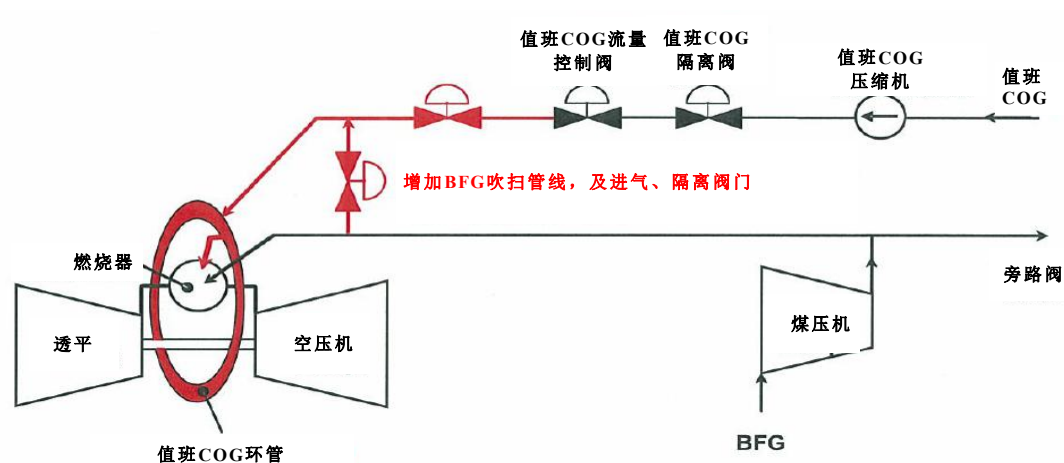 值班COG流量
控制阀
值班COG
隔离阀
值班COG
压缩机
值班
COG
增加BFG吹扫管线，及进气、隔离阀门
燃烧器
旁路阀
透平
空压机
煤压机
值班COG环管
BFG